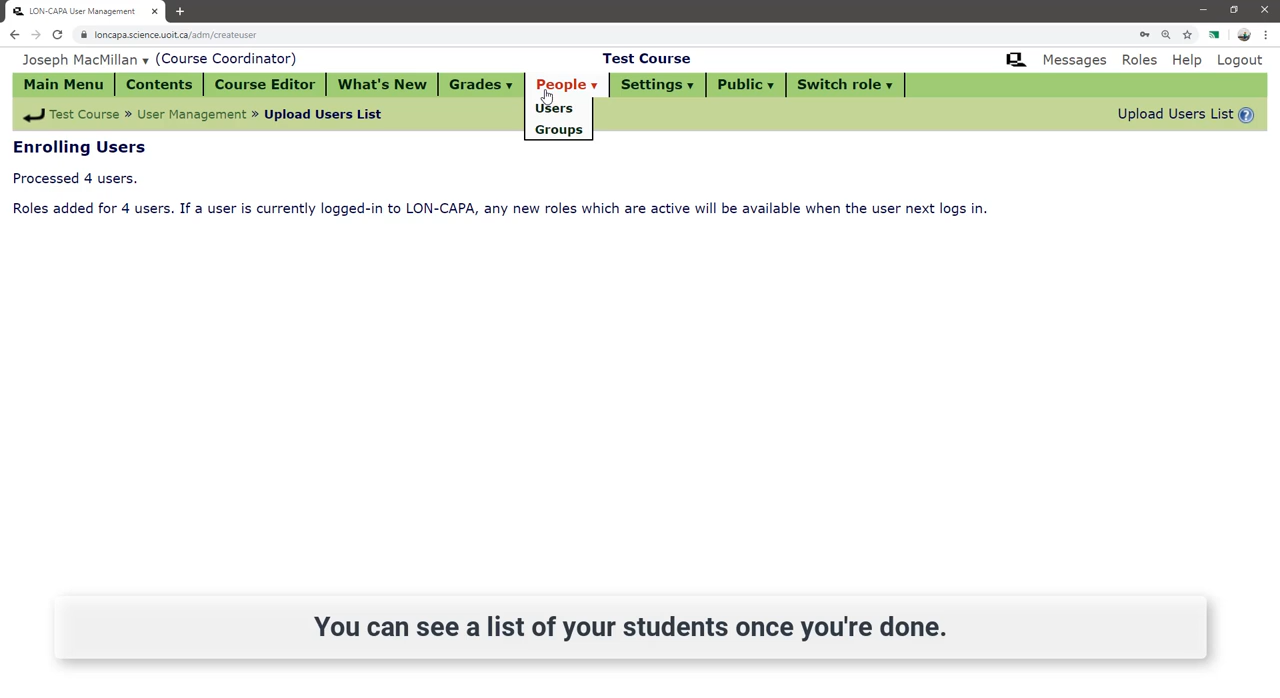 LON-CAPA User Management
loncapa.science.uoit.ca/adm/createuser
Joseph MacMillan (Course Coordinator) Test Course Messages Roles Help Logout
Main Menu Contents Course Editor What's New Grades People Settings Public Switch role
Test Course » User Management » Upload Users List Upload Users List ?
Users
Groups
Enrolling Users
Processed 4 users.
Roles added for 4 users. If a user is currently logged-in to LON-CAPA, any new roles which are active will be available when the user next logs in.
You can see a list of your students once you're done.